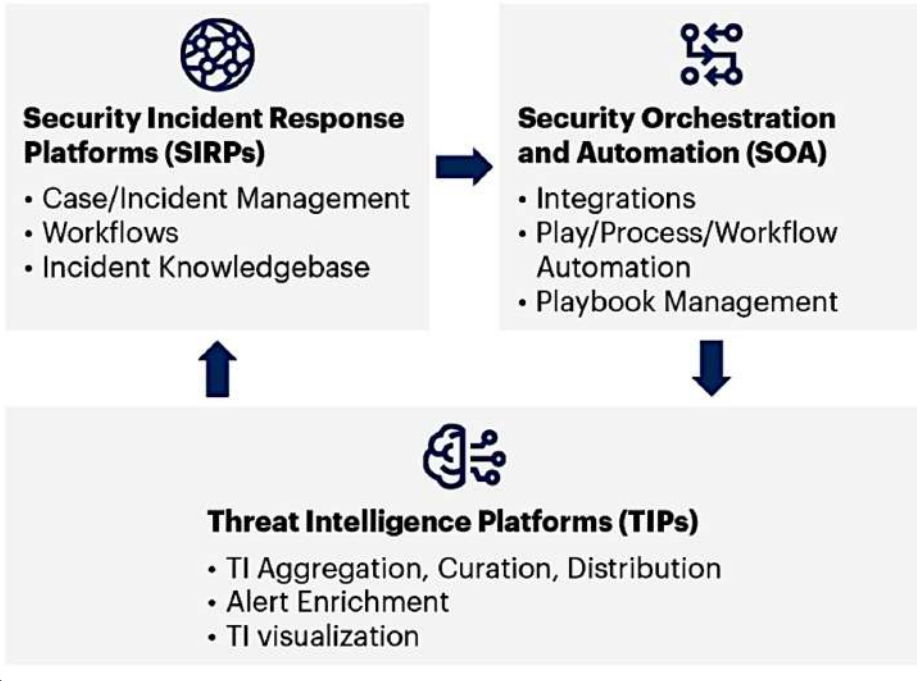 Security Incident Response
Platforms (SIRPs)
• Case/Incident Management
• Workflows
• Incident Knowledgebase
Security Orchestration
and Automation (SOA)
• Integrations
• Play/Process/Workflow
Automation
• Playbook Management
Threat Intelligence Platforms (TIPs)
• TI Aggregation, Curation, Distribution
• Alert Enrichment
• TI visualization